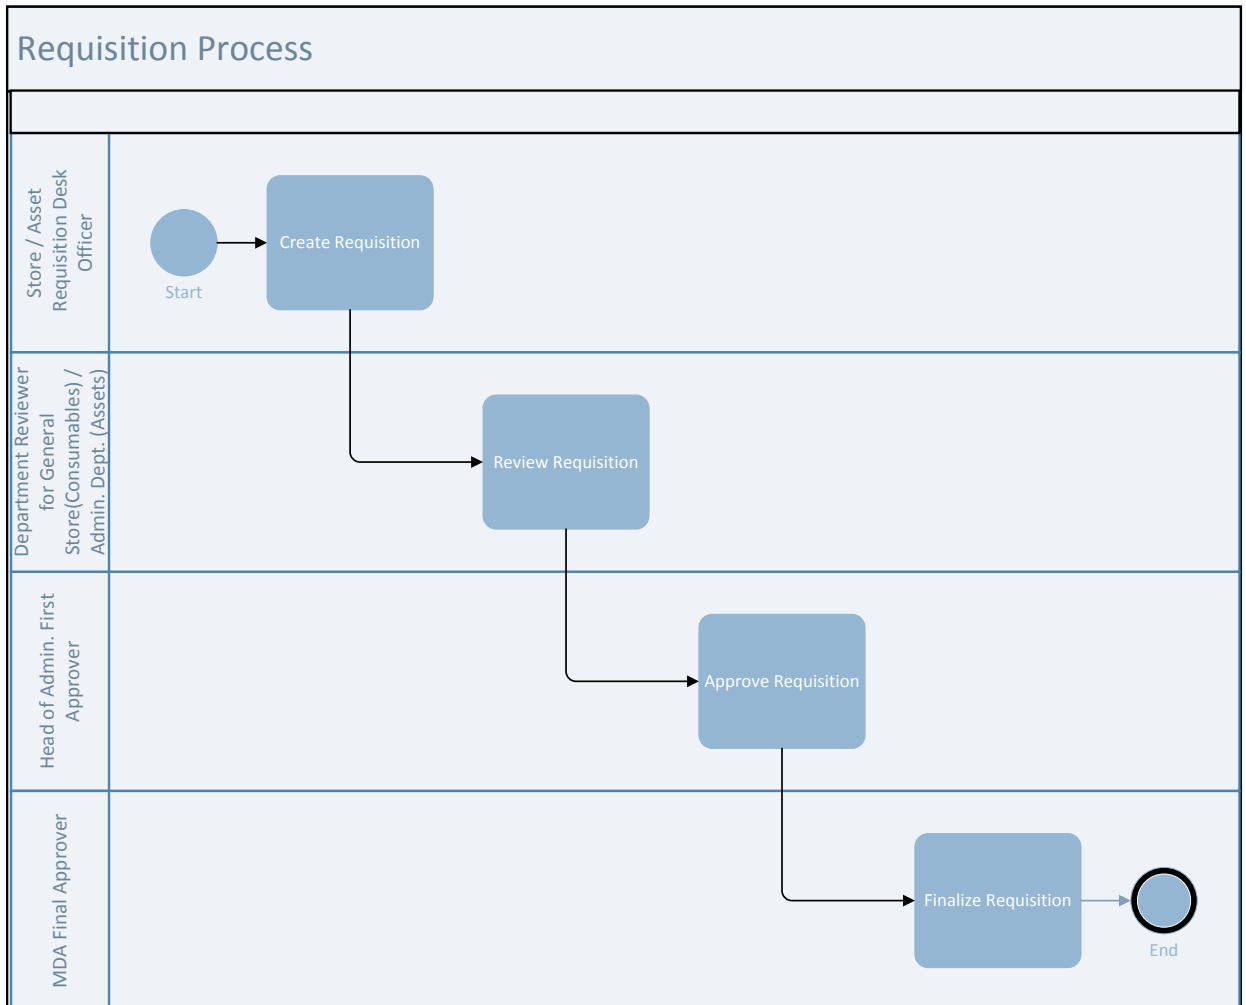 Requisition Process
Store / Asset
Requisition Desk
Officer
Start
Create Requisition
Department Reviewer
for General
Store(Consumables) /
Admin. Dept. (Assets)
Review Requisition
Head of Admin. First
Approver
Approve Requisition
MDA Final Approver
Finalize Requisition
End